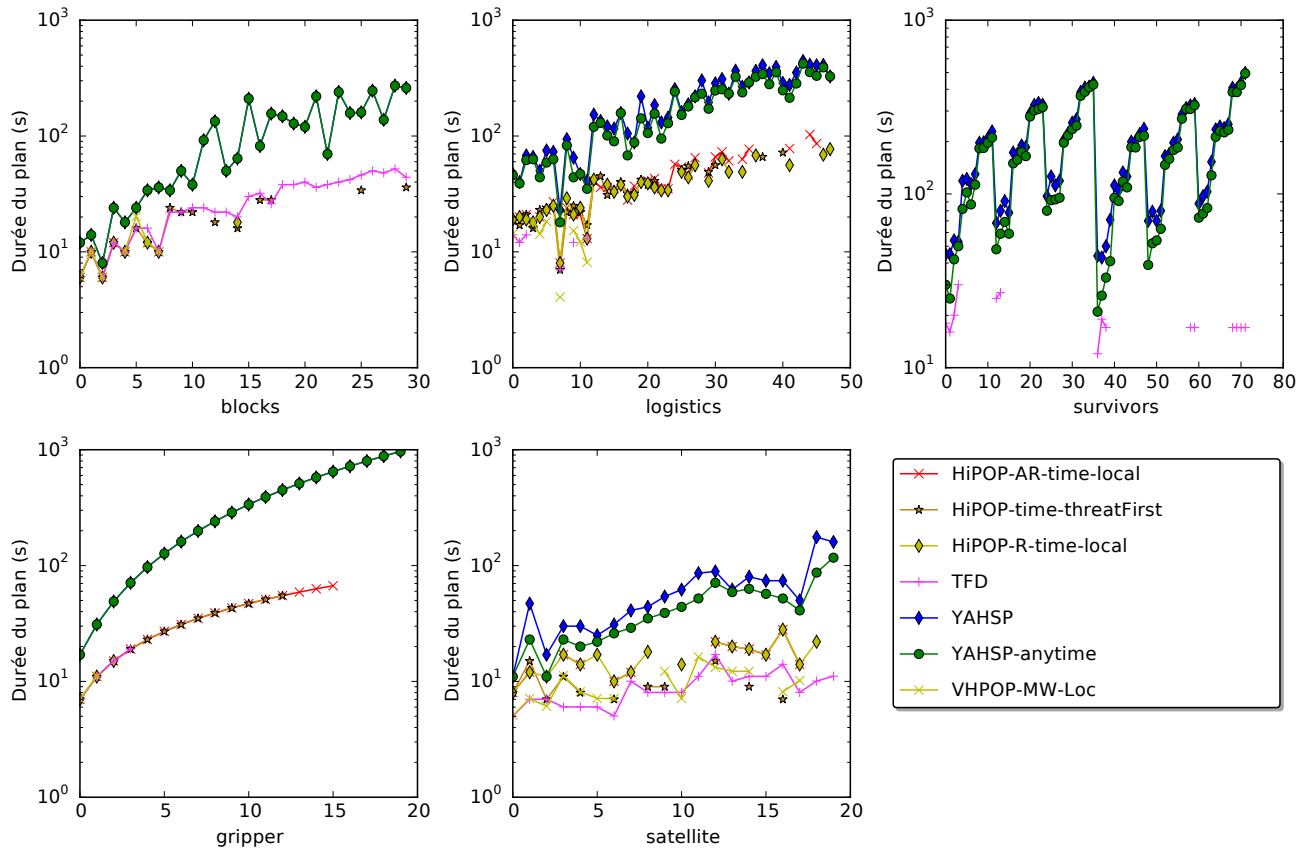 Durée du plan (s)
10³
10²
10¹
10⁰
0 5 10 15 20 25 30
blocks
Durée du plan (s)
10³
10²
10¹
10⁰
0 10 20 30 40 50
logistics
Durée du plan (s)
10³
10²
10¹
0 10 20 30 40 50 60 70 80
survivors
Durée du plan (s)
10³
10²
10¹
10⁰
0 5 10 15 20
gripper
Durée du plan (s)
10³
10²
10¹
10⁰
0 5 10 15 20
satellite
HiPOP-AR-time-local
HiPOP-time-threatFirst
HiPOP-R-time-local
TFD
YAHSP
YAHSP-anytime
VHPOP-MW-Loc